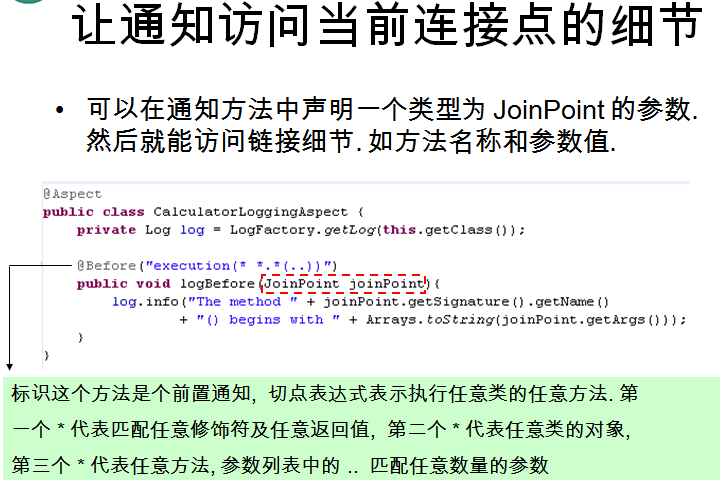 让通知访问当前连接点的细节
• 可以在通知方法中声明一个类型为 JoinPoint 的参数.
然后就能访问链接细节. 如方法名称和参数值.
@Aspect
public class CalculatorLoggingAspect {
private Log log = LogFactory.getLog(this.getClass());
@Before("execution(* *.*(..))")
public void logBefore(JoinPoint joinPoint){
log.info("The method " + joinPoint.getSignature().getName()
+ "() begins with " + Arrays.toString(joinPoint.getArgs()));
}
}
标识这个方法是个前置通知, 切点表达式表示执行任意类的任意方法. 第
一个 * 代表匹配任意修饰符及任意返回值, 第二个 * 代表任意类的对象,
第三个 * 代表任意方法, 参数列表中的 .. 匹配任意数量的参数